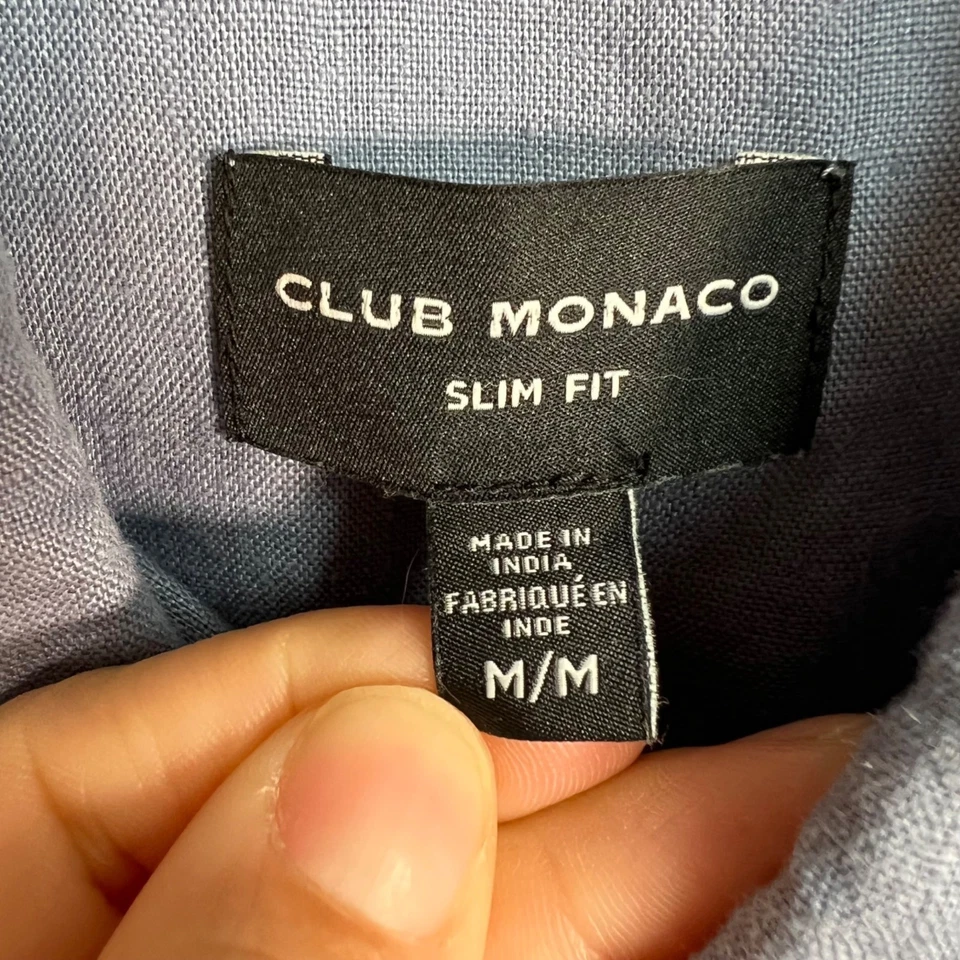 CLUB MONACO
SLIM FIT
MADE IN
INDIA
FABRIQUÉ EN
INDE
M/M